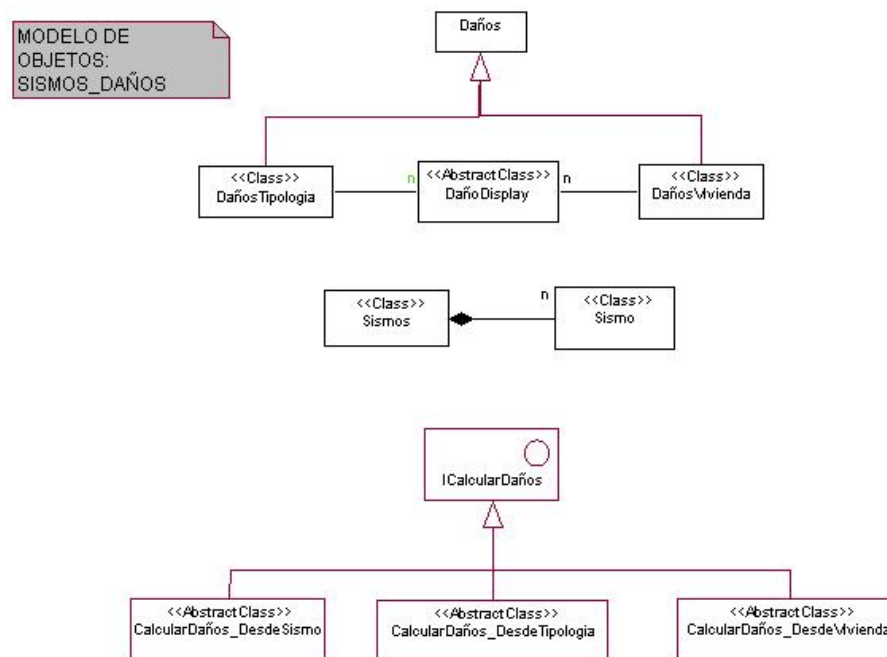 MODELO DE
OBJETOS:
SISMOS_DAÑOS
Daños
<<Class>>
DañosTipologia
n
<<AbstractClass>>
DañoDisplay
n
<<Class>>
DañosVivienda
<<Class>>
Sismos
n
<<Class>>
Sismo
ICalcularDaños
<<AbstractClass>>
CalcularDaños_DesdeSismo
<<AbstractClass>>
CalcularDaños_DesdeTipologia
<<AbstractClass>>
CalcularDaños_DesdeVivienda